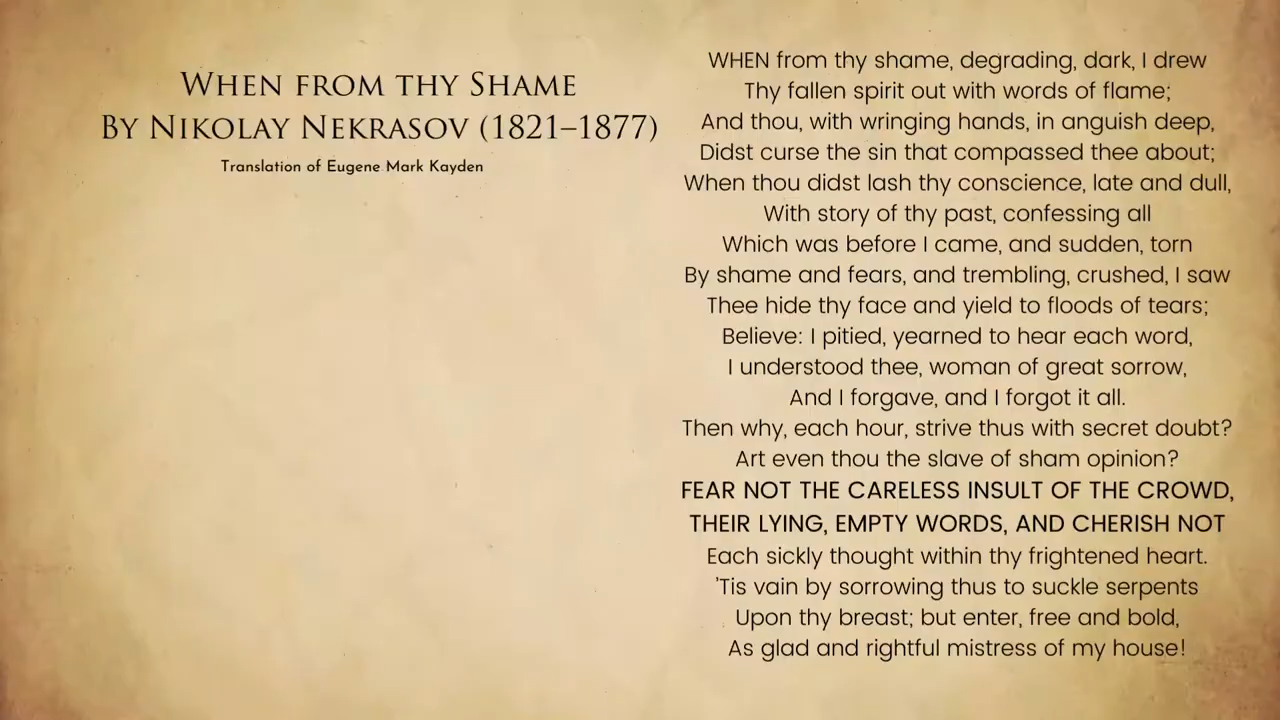 When from thy Shame
By Nikolay Nekrasov (1821–1877)
Translation of Eugene Mark Kayden
WHEN from thy shame, degrading, dark, I drew
Thy fallen spirit out with words of flame;
And thou, with wringing hands, in anguish deep,
Didst curse the sin that compassed thee about;
When thou didst lash thy conscience, late and dull,
With story of thy past, confessing all
Which was before I came, and sudden, torn
By shame and fears, and trembling, crushed, I saw
Thee hide thy face and yield to floods of tears;
Believe: I pitied, yearned to hear each word,
I understood thee, woman of great sorrow,
And I forgave, and I forgot it all.
Then why, each hour, strive thus with secret doubt?
Art even thou the slave of sham opinion?
FEAR NOT THE CARELESS INSULT OF THE CROWD,
THEIR LYING, EMPTY WORDS, AND CHERISH NOT
Each sickly thought within thy frightened heart.
'Tis vain by sorrowing thus to suckle serpents
Upon thy breast; but enter, free and bold,
As glad and rightful mistress of my house!